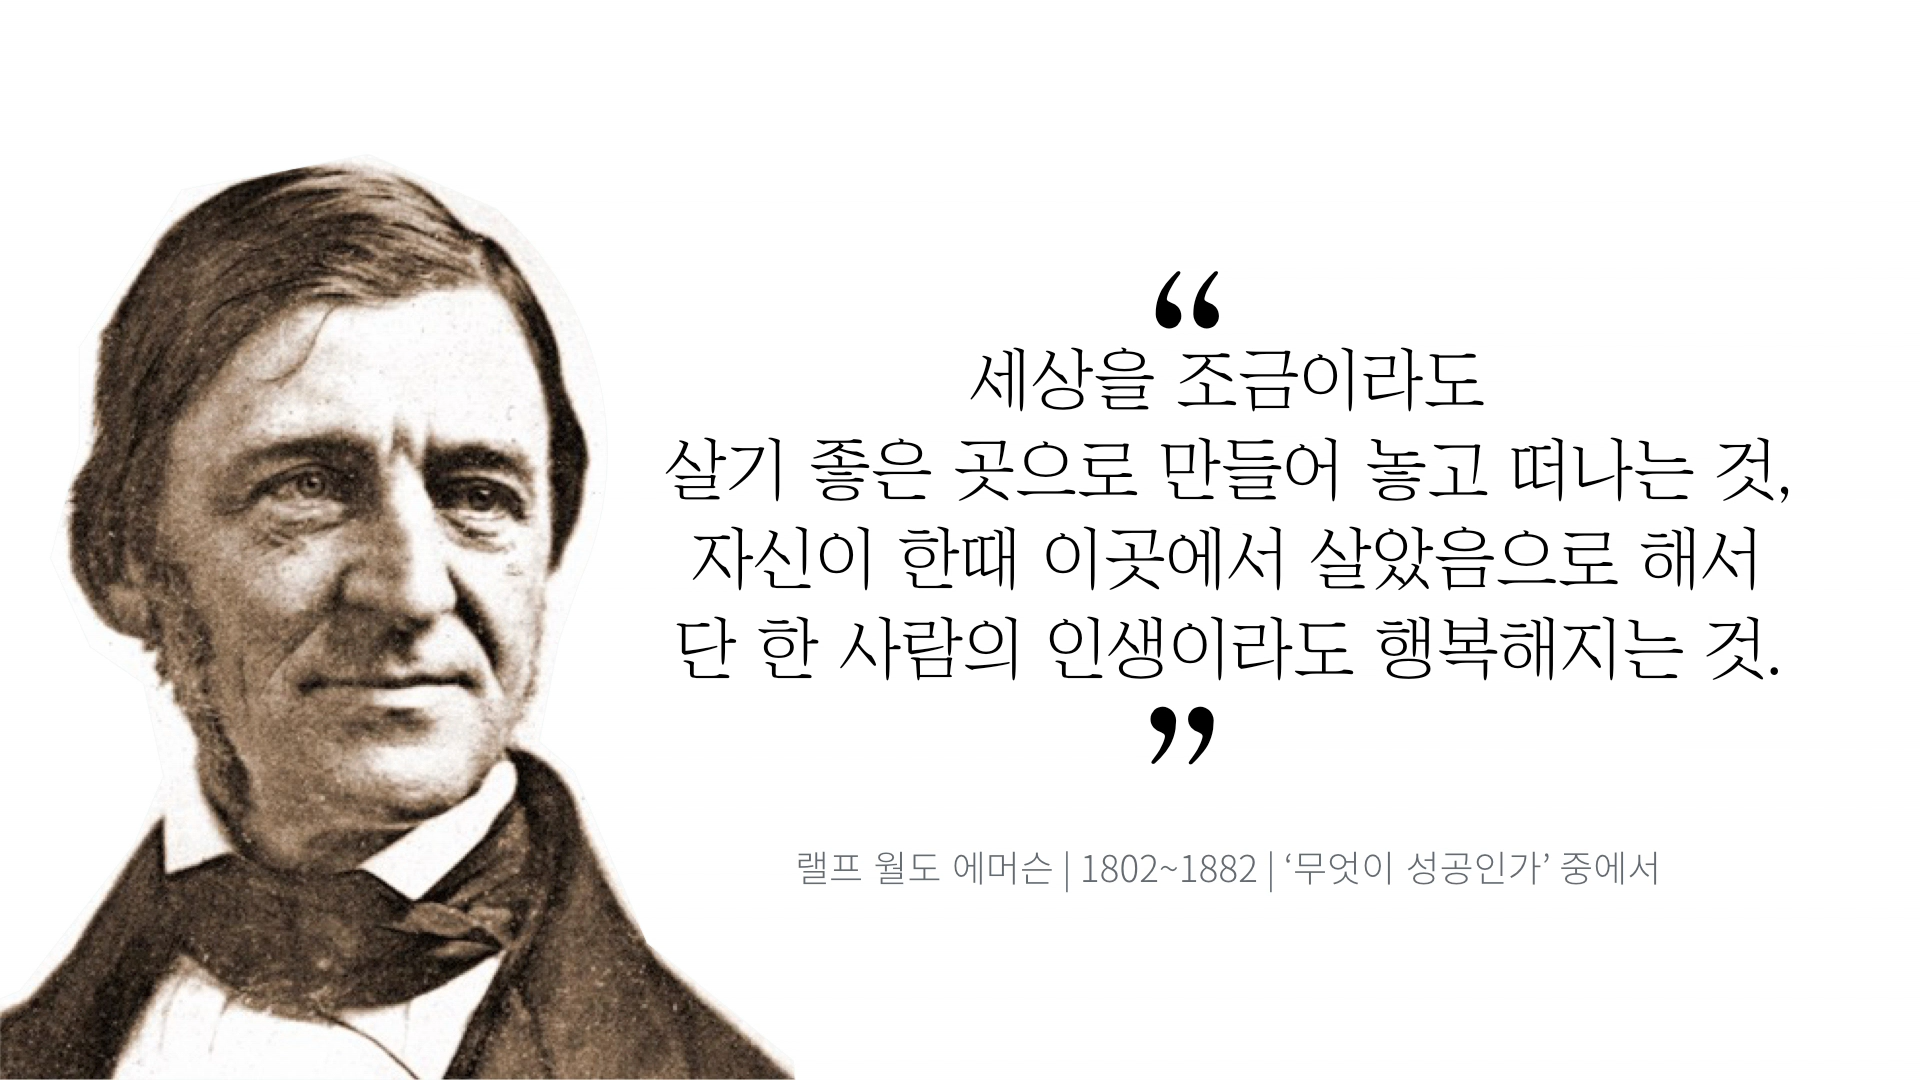 “
세상을 조금이라도
살기 좋은 곳으로 만들어 놓고 떠나는 것,
자신이 한때 이곳에서 살았음으로 해서
단 한 사람의 인생이라도 행복해지는 것.
”
랠프 월도 에머슨 | 1802~1882 | ‘무엇이 성공인가’ 중에서